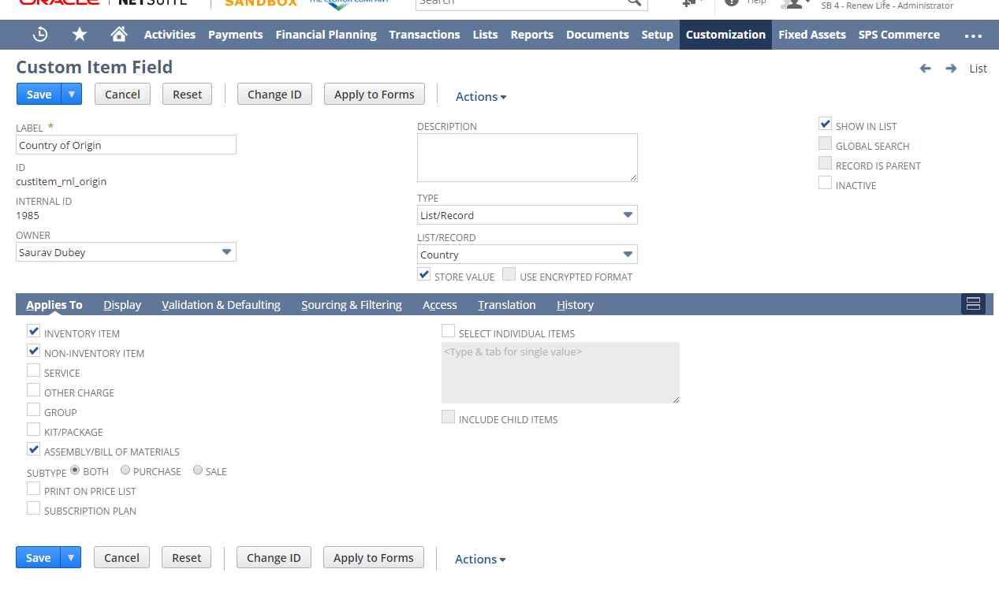 ORACLE NETSUITE SANDBOX THE CLOROX COMPANY Search Help
SB 4 - Renew Life - Administrator
Activities Payments Financial Planning Transactions Lists Reports Documents Setup Customization Fixed Assets SPS Commerce ...
Custom Item Field
List
Save Cancel Reset Change ID Apply to Forms Actions
LABEL *
Country of Origin
ID
custitem_rnl_origin
INTERNAL ID
1985
OWNER
Saurav Dubey
DESCRIPTION
TYPE
List/Record
LIST/RECORD
Country
STORE VALUE USE ENCRYPTED FORMAT
SHOW IN LIST
GLOBAL SEARCH
RECORD IS PARENT
INACTIVE
Applies To Display Validation & Defaulting Sourcing & Filtering Access Translation History
INVENTORY ITEM
NON-INVENTORY ITEM
SERVICE
OTHER CHARGE
GROUP
KIT/PACKAGE
ASSEMBLY/BILL OF MATERIALS
SUBTYPE BOTH PURCHASE SALE
PRINT ON PRICE LIST
SUBSCRIPTION PLAN
SELECT INDIVIDUAL ITEMS
<Type & tab for single value>
INCLUDE CHILD ITEMS
Save Cancel Reset Change ID Apply to Forms Actions